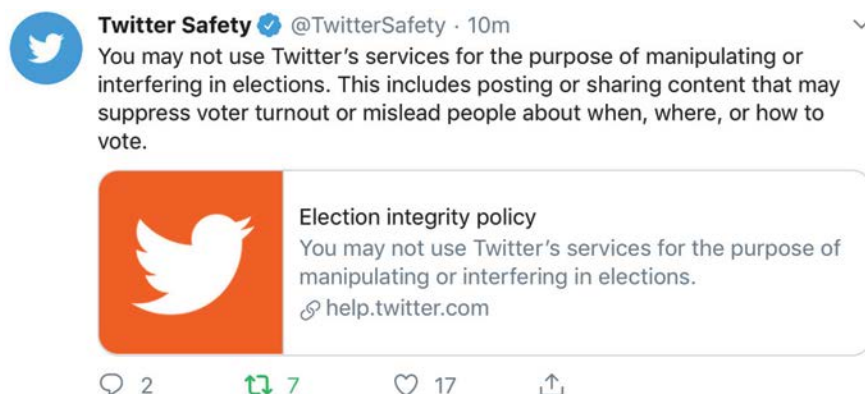 Twitter Safety @TwitterSafety · 10m
You may not use Twitter’s services for the purpose of manipulating or
interfering in elections. This includes posting or sharing content that may
suppress voter turnout or mislead people about when, where, or how to
vote.
Election integrity policy
You may not use Twitter’s services for the purpose of
manipulating or interfering in elections.
help.twitter.com
2 7 17